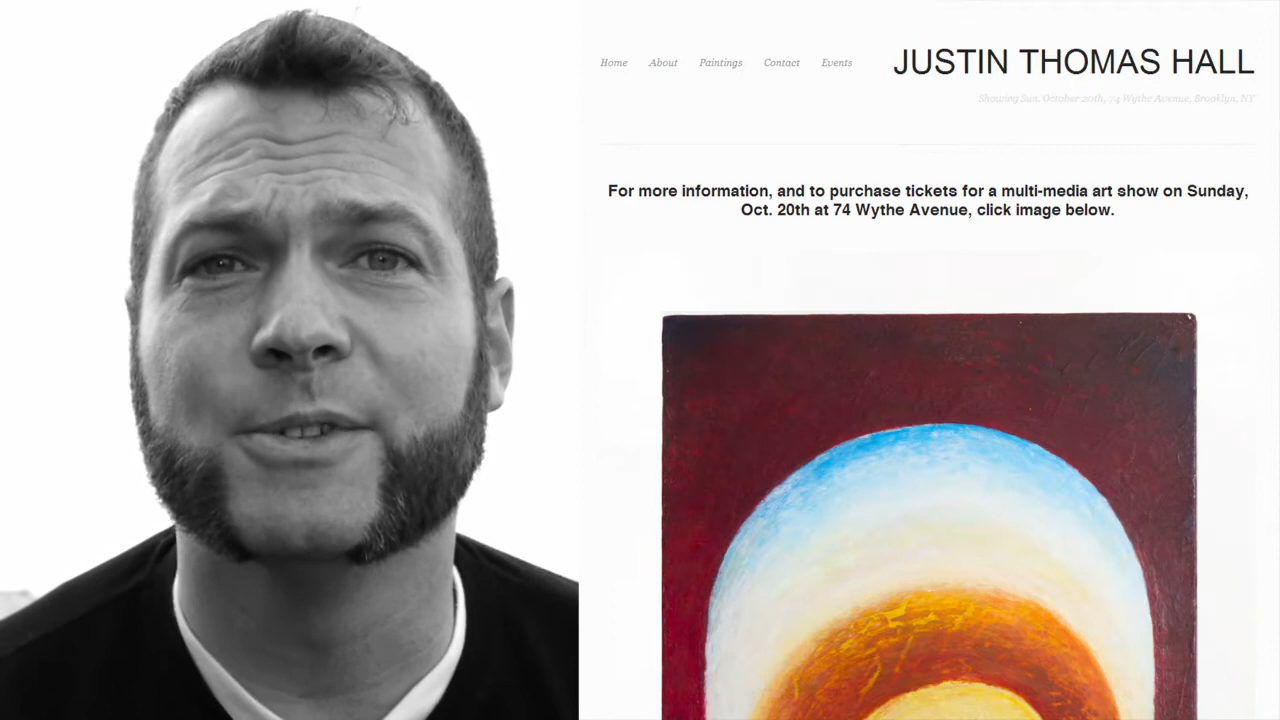 Home About Paintings Contact Events
JUSTIN THOMAS HALL
Showing Sun. October 20th, 74 Wythe Avenue, Brooklyn, NY
For more information, and to purchase tickets for a multi-media art show on Sunday,
Oct. 20th at 74 Wythe Avenue, click image below.